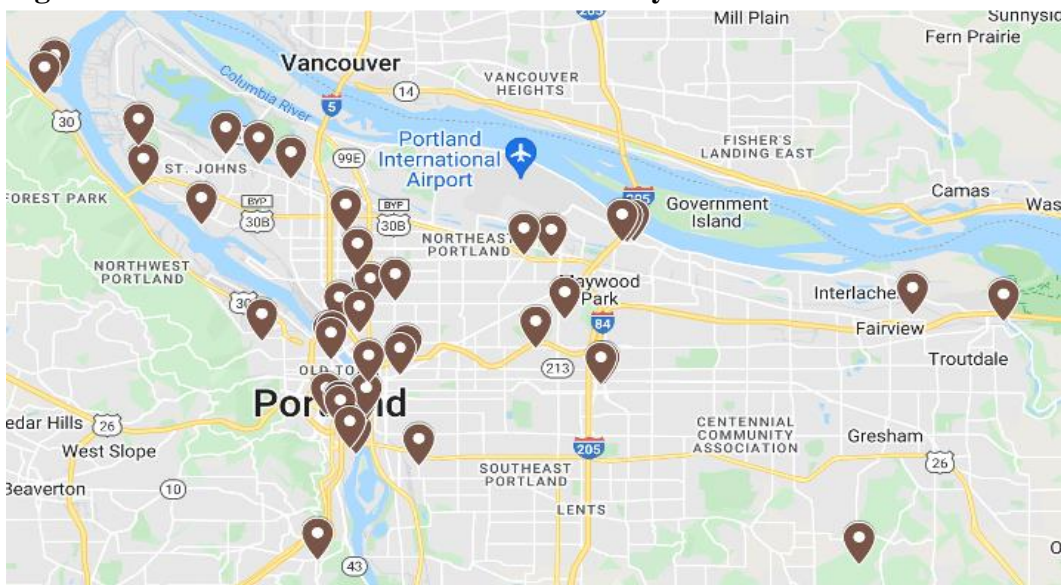 Mill Plain
Sunnysid
Fern Prairie
205
Vancouver
14
VANCOUVER
HEIGHTS
Columbia River
5
30
FISHER'S
LANDING EAST
Portland
International
Airport
99E
ST. JOHNS
FOREST PARK
Camas
Was
205
Government
Island
BYP
30B
BYP
30B
NORTHEAST
PORTLAND
NORTHWEST
PORTLAND
Maywood
Park
Interlachen
30
84
Fairview
Troutdale
OLD TO
213
Portland
edar Hills
26
CENTENNIAL
COMMUNITY
ASSOCIATION
Gresham
West Slope
205
26
SOUTHEAST
PORTLAND
Beaverton
10
LENTS
43
O